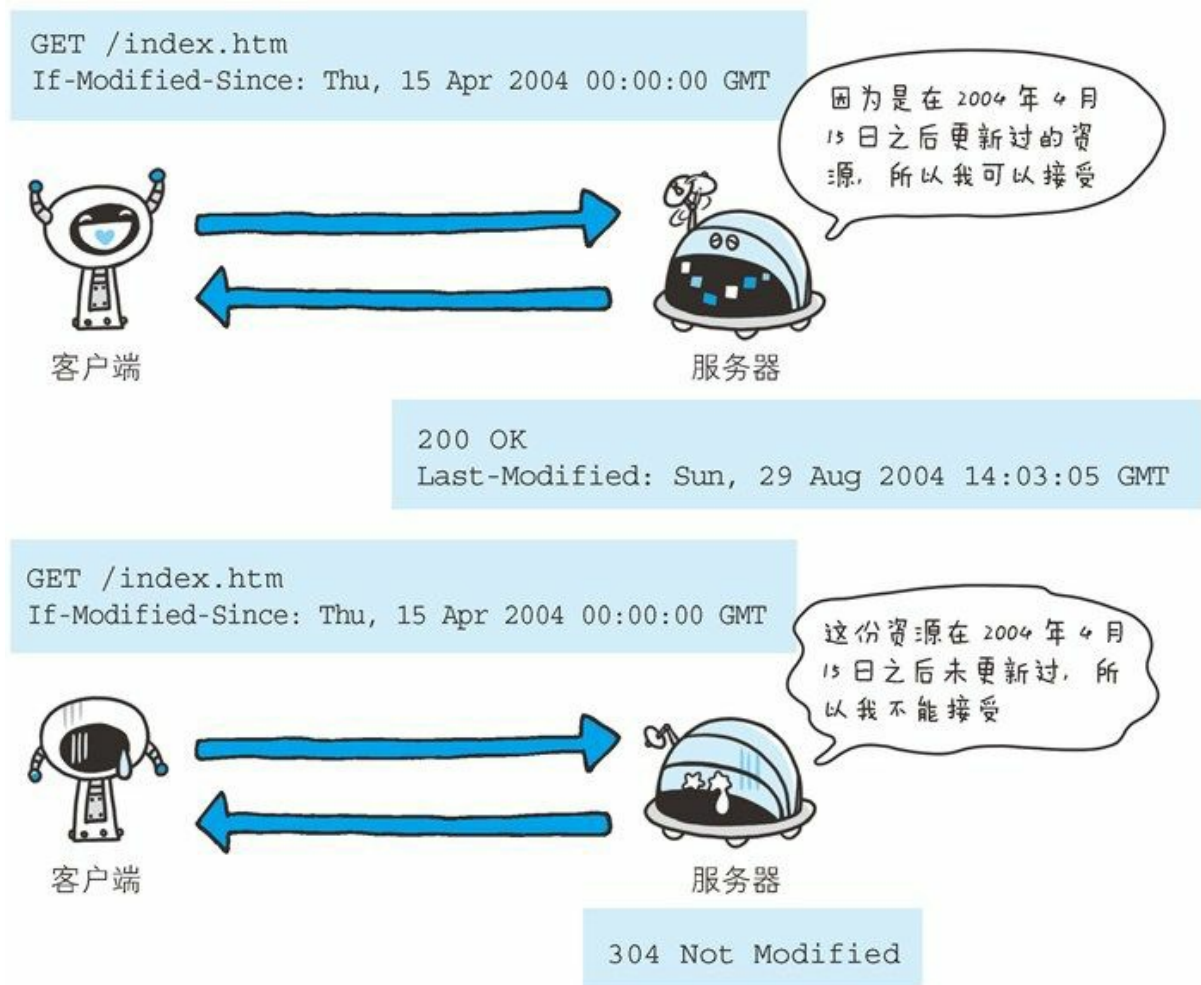 GET /index.htm
If-Modified-Since: Thu, 15 Apr 2004 00:00:00 GMT
因为是在 2004 年 4 月
15 日之后更新过的资
源，所以我可以接受
客户端
服务器
200 OK
Last-Modified: Sun, 29 Aug 2004 14:03:05 GMT
GET /index.htm
If-Modified-Since: Thu, 15 Apr 2004 00:00:00 GMT
这份资源在 2004 年 4 月
15 日之后未更新过，所
以我不能接受
客户端
服务器
304 Not Modified